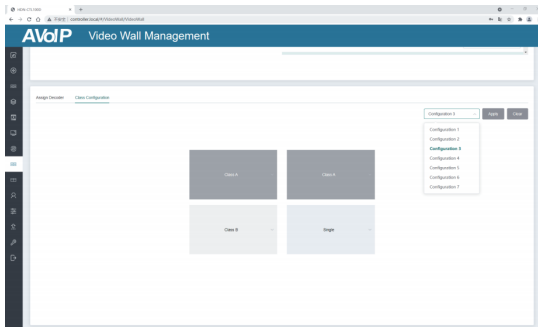 AVoIP Video Wall Management
Assign Decoder Class Configuration
Configuration 3 Apply Clear
Configuration 1
Configuration 2
Configuration 3
Configuration 4
Configuration 5
Configuration 6
Configuration 7
Class A Class A
Class B Single